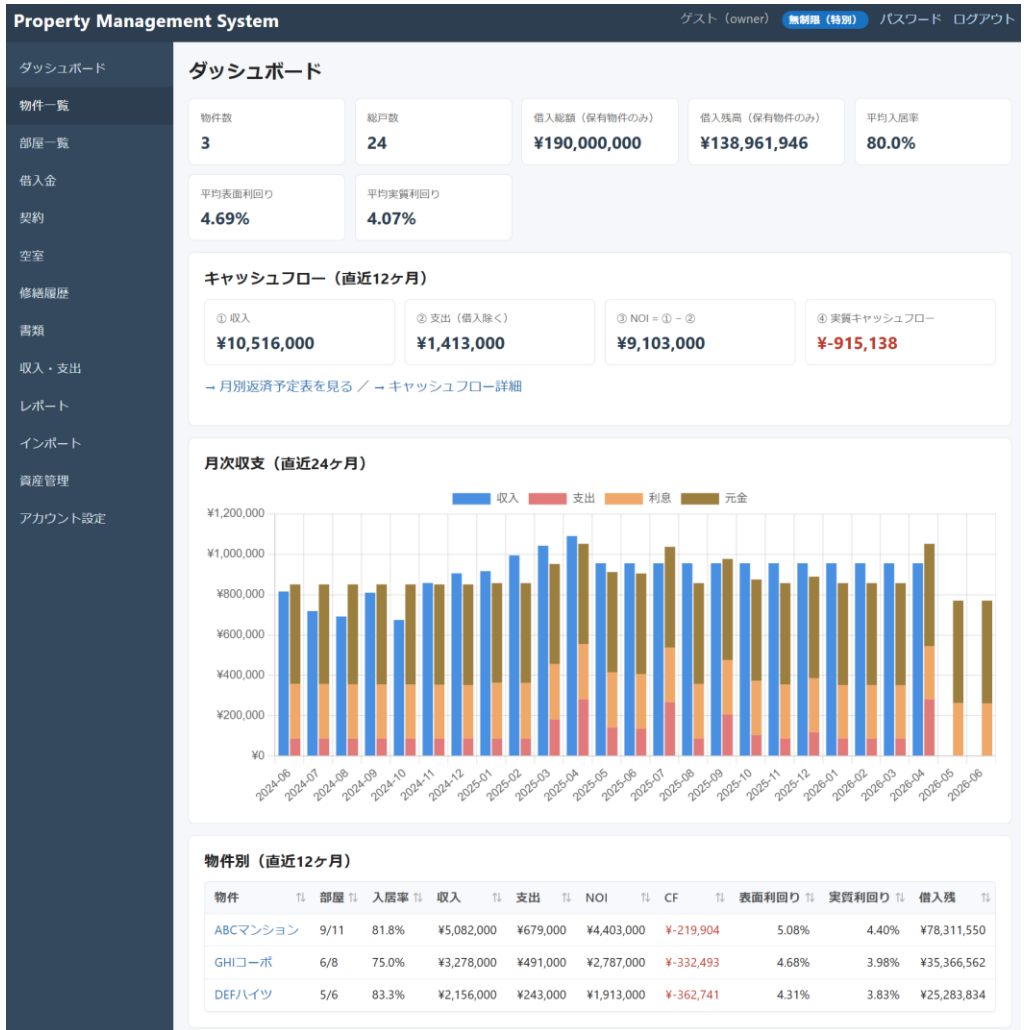 Property Management System
ゲスト（owner） 無制限（特別） パスワード ログアウト
ダッシュボード
物件一覧
部屋一覧
借入金
契約
空室
修繕履歴
書類
収入・支出
レポート
インポート
資産管理
アカウント設定
ダッシュボード
物件数
3
総戸数
24
借入総額（保有物件のみ）
¥190,000,000
借入残高（保有物件のみ）
¥138,961,946
平均入居率
80.0%
平均表面利回り
4.69%
平均実質利回り
4.07%
キャッシュフロー（直近12ヶ月）
① 収入
¥10,516,000
② 支出（借入除く）
¥1,413,000
③ NOI = ① − ②
¥9,103,000
④ 実質キャッシュフロー
¥-915,138
→ 月別返済予定表を見る ／ → キャッシュフロー詳細
月次収支（直近24ヶ月）
収入 支出 利息 元金
¥1,200,000
¥1,000,000
¥800,000
¥600,000
¥400,000
¥200,000
¥0
2024-06 2024-07 2024-08 2024-09 2024-10 2024-11 2024-12 2025-01 2025-02 2025-03 2025-04 2025-05 2025-06 2025-07 2025-08 2025-09 2025-10 2025-11 2025-12 2026-01 2026-02 2026-03 2026-04 2026-05 2026-06
物件別（直近12ヶ月）
物件 ⇅ 部屋 ⇅ 入居率 ⇅ 収入 ⇅ 支出 ⇅ NOI ⇅ CF ⇅ 表面利回り ⇅ 実質利回り ⇅ 借入残 ⇅
ABCマンション 9/11 81.8% ¥5,082,000 ¥679,000 ¥4,403,000 ¥-219,904 5.08% 4.40% ¥78,311,550
GHIコーポ 6/8 75.0% ¥3,278,000 ¥491,000 ¥2,787,000 ¥-332,493 4.68% 3.98% ¥35,366,562
DEFハイツ 5/6 83.3% ¥2,156,000 ¥243,000 ¥1,913,000 ¥-362,741 4.31% 3.83% ¥25,283,834